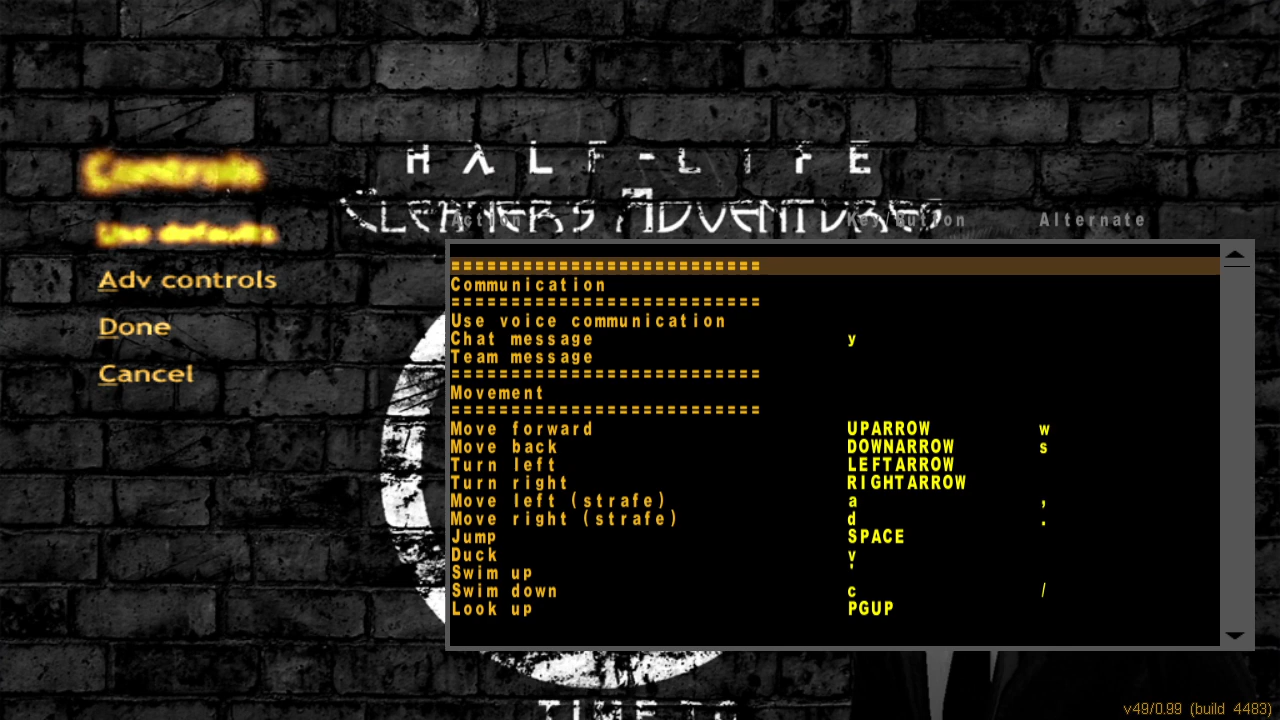 HALF-LIFE
CLEANER'S ADVENTURES
Controls
Use defaults
Adv controls
Done
Cancel
Action Key/Button Alternate
==========================
Communication
==========================
Use voice communication
Chat message y
Team message
==========================
Movement
==========================
Move forward UPARROW w
Move back DOWNARROW s
Turn left LEFTARROW
Turn right RIGHTARROW
Move left (strafe) a ,
Move right (strafe) d .
Jump SPACE
Duck v
Swim up '
Swim down c /
Look up PGUP
v49/0.99 (build 4483)